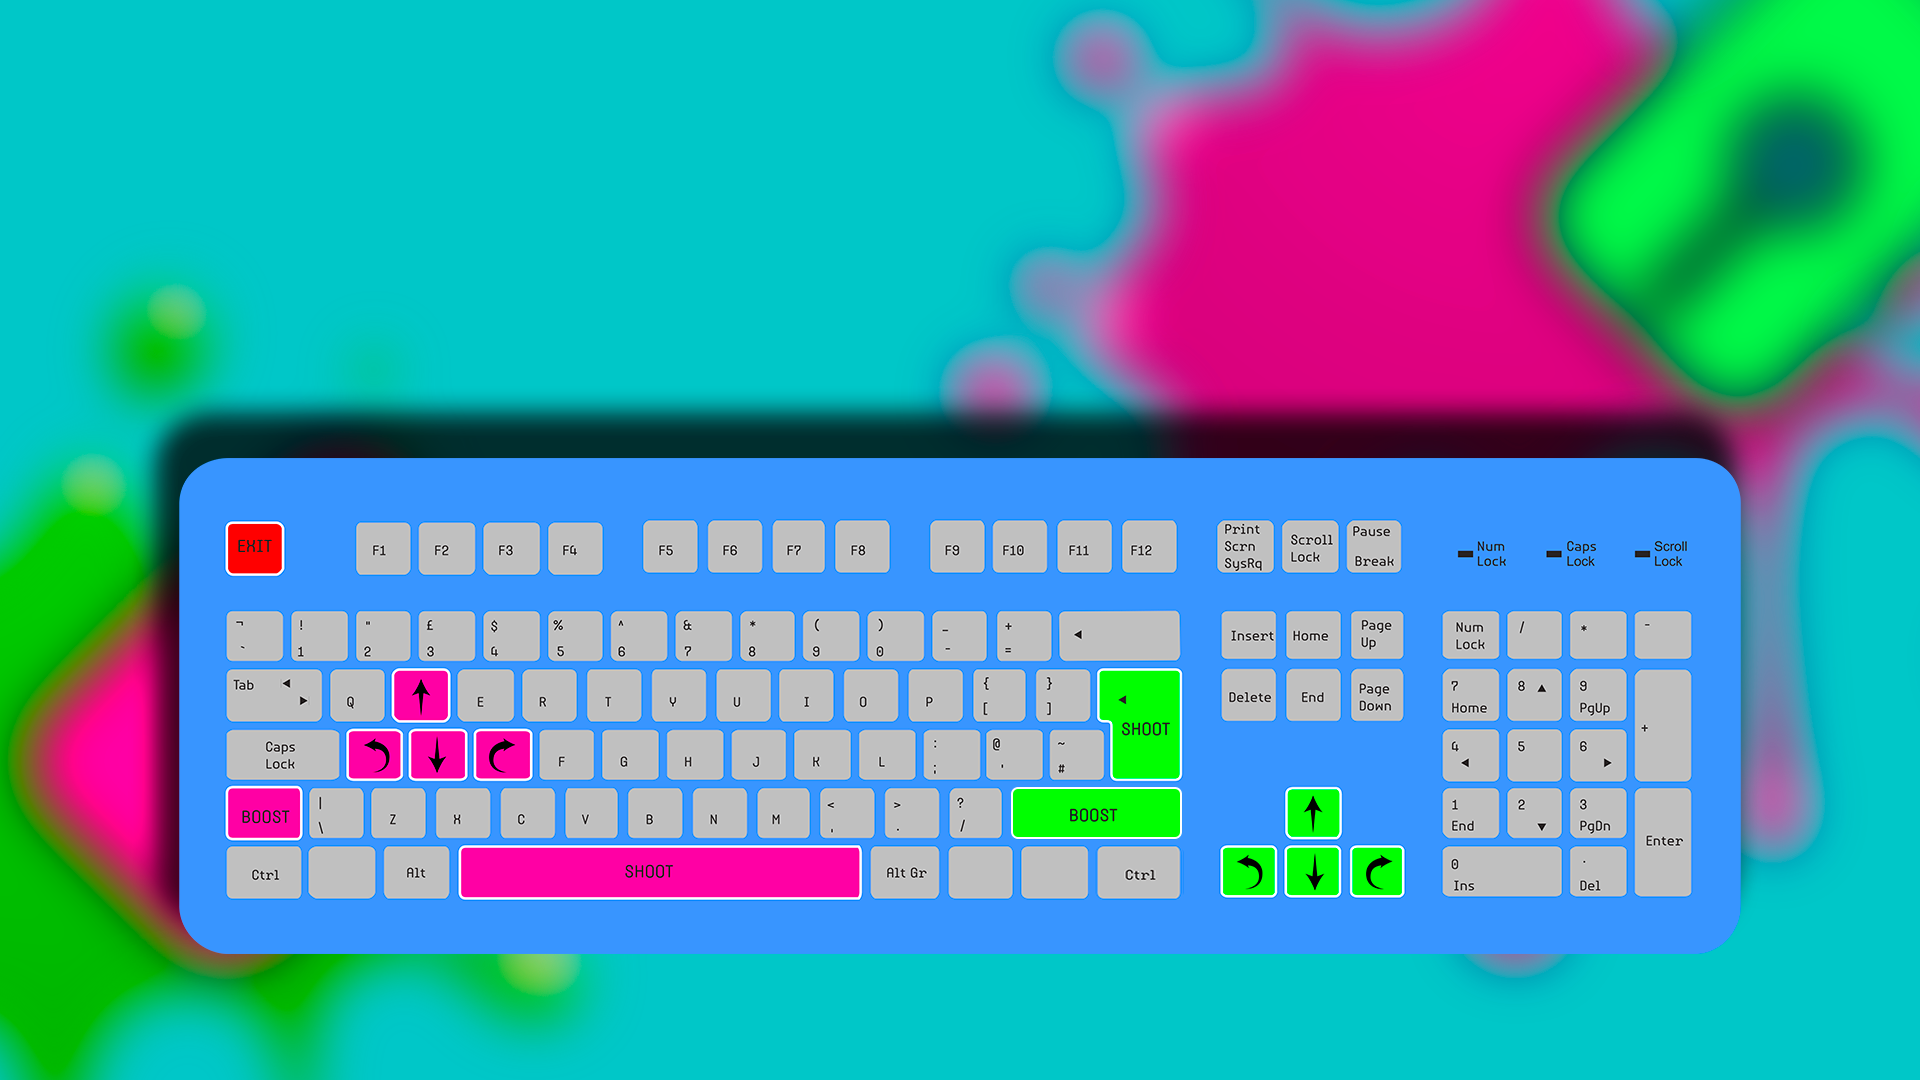 EXIT
F1
F2
F3
F4
F5
F6
F7
F8
F9
F10
F11
F12
Print
Scrn
SysRq
Scroll
Lock
Pause
Break
Num
Lock
Caps
Lock
Scroll
Lock
¬
`
!
1
"
2
£
3
$
4
%
5
^
6
&
7
*
8
(
9
)
0
_
-
+
=
Insert
Home
Page
Up
Num
Lock
/
*
-
Tab
Q
E
R
T
Y
U
I
O
P
{
[
}
]
SHOOT
Delete
End
Page
Down
7
Home
8
9
PgUp
+
Caps
Lock
F
G
H
J
K
L
:
;
@
'
~
#
4
5
6
BOOST
|
\
Z
X
C
V
B
N
M
<
,
>
.
?
/
BOOST
1
End
2
3
PgDn
Enter
Ctrl
Alt
SHOOT
Alt Gr
Ctrl
0
Ins
.
Del